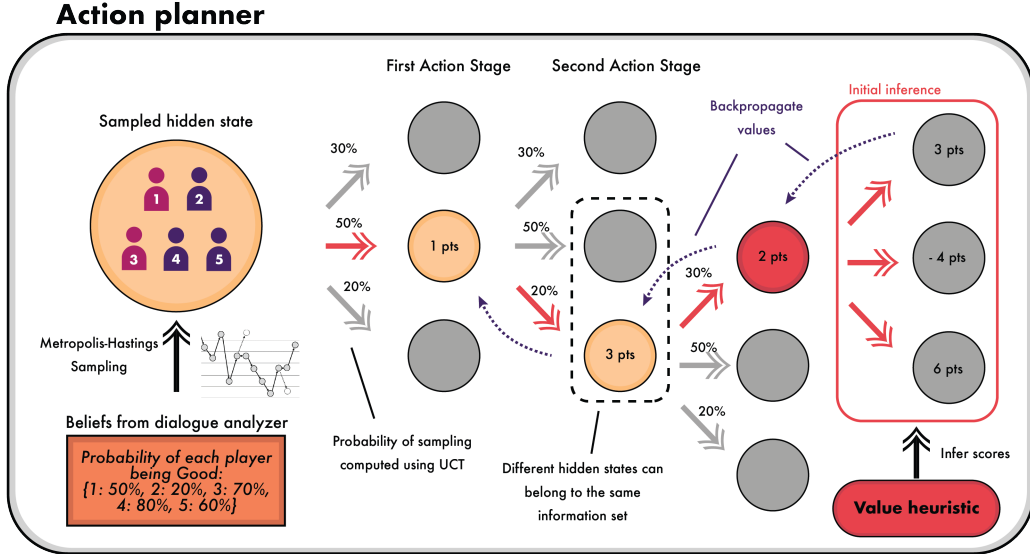 Action planner
First Action Stage
Second Action Stage
Initial inference
Backpropagate
values
Sampled hidden state
1
2
3
4
5
30%
50%
20%
1 pts
30%
50%
20%
3 pts
30%
50%
20%
2 pts
3 pts
- 4 pts
6 pts
Metropolis-Hastings
Sampling
Beliefs from dialogue analyzer
Probability of each player
being Good:
{1: 50%, 2: 20%, 3: 70%,
4: 80%, 5: 60%}
Probability of sampling
computed using UCT
Different hidden states can
belong to the same
information set
Infer scores
Value heuristic